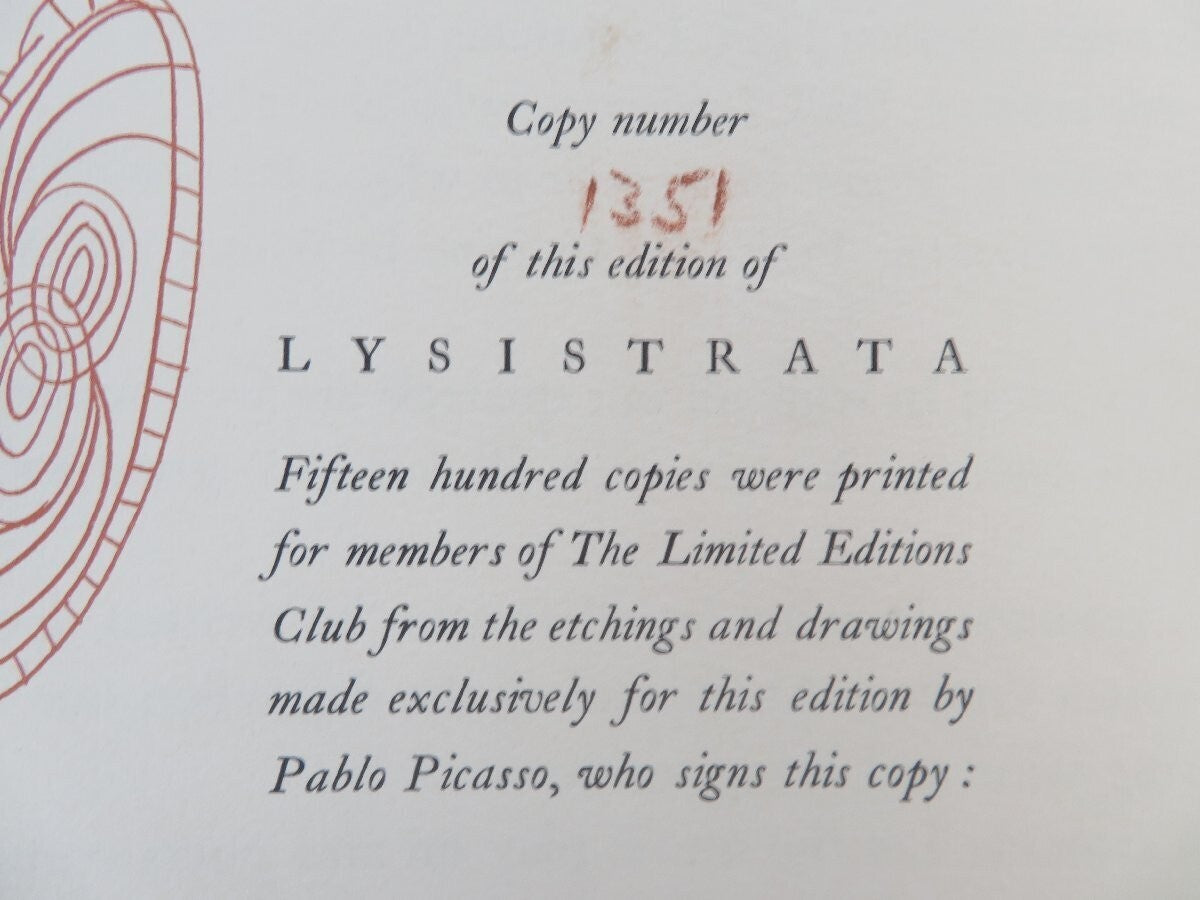 Copy number
1351
of this edition of
LYSISTRATA
Fifteen hundred copies were printed
for members of The Limited Editions
Club from the etchings and drawings
made exclusively for this edition by
Pablo Picasso, who signs this copy :